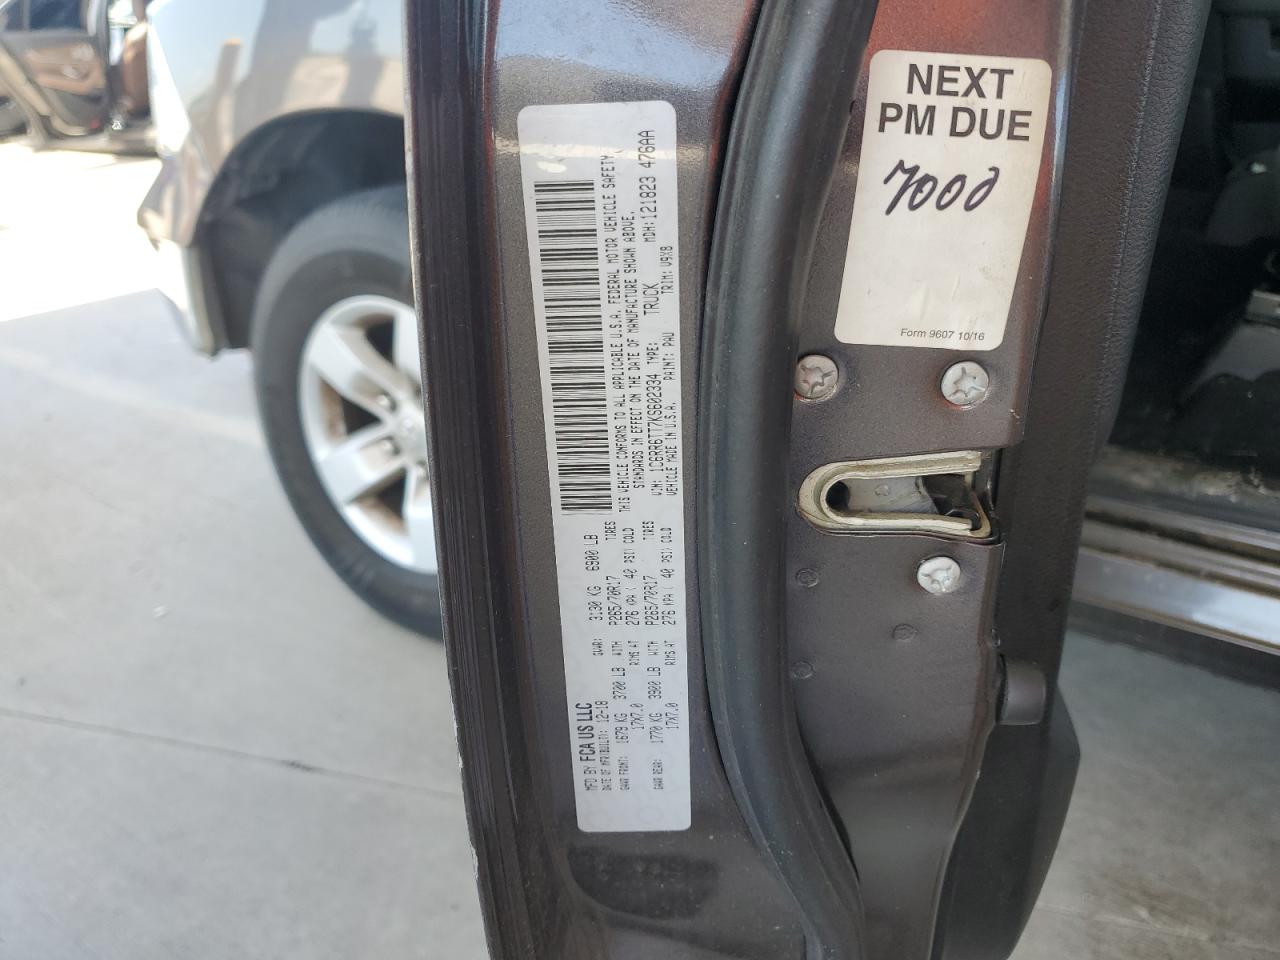 MFD BY FCA US LLC
DATE OF MFR(BUILT): 12-18 GVWR: 3130 KG 6900 LB
GAWR FRONT: 1679 KG 3700 LB WITH P265/70R17 TIRES
17X7.0 RIMS AT 276 KPA ( 40 PSI) COLD
GAWR REAR: 1770 KG 3900 LB WITH P265/70R17 TIRES
17X7.0 RIMS AT 276 KPA ( 40 PSI) COLD
THIS VEHICLE CONFORMS TO ALL APPLICABLE U.S.A. FEDERAL MOTOR VEHICLE SAFETY
STANDARDS IN EFFECT ON THE DATE OF MANUFACTURE SHOWN ABOVE.
VIN: 1C6RR6TT7KS602334 TYPE: TRUCK MDH:121823 476AA
VEHICLE MADE IN U.S.A. PAINT: PAU TRIM: V9X8
NEXT
PM DUE
7000
Form 9607 10/16